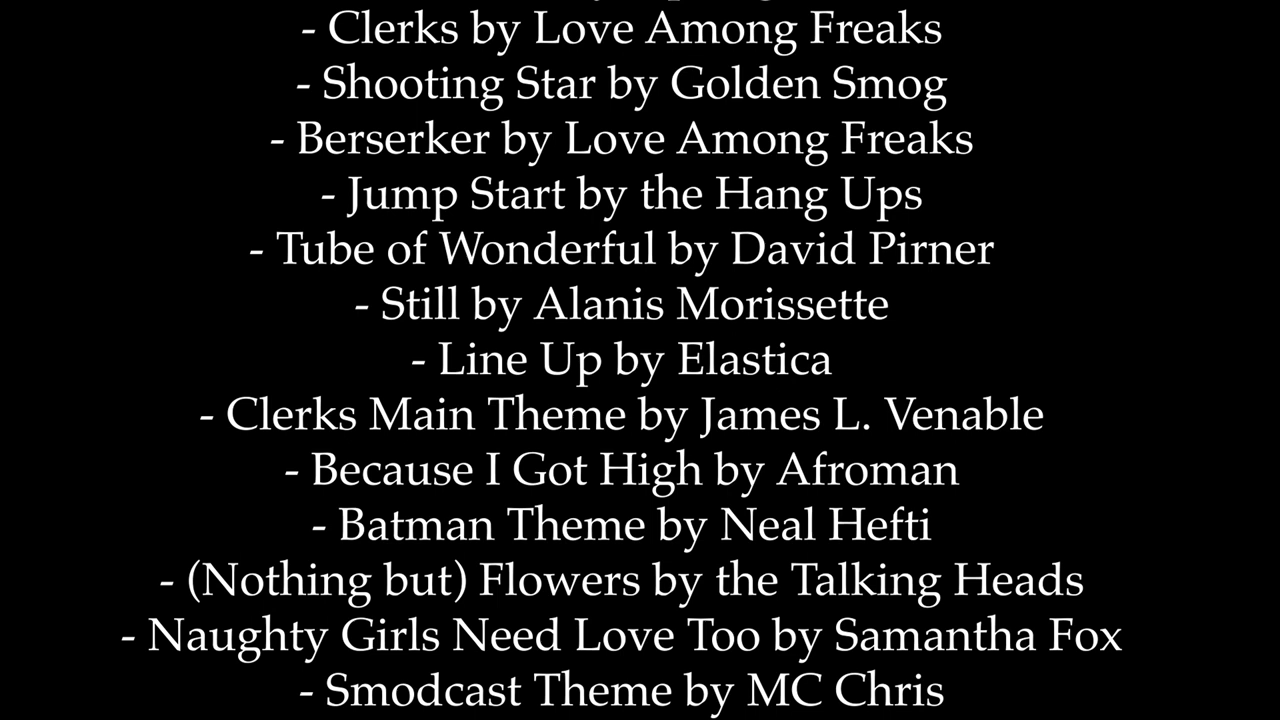 - Clerks by Love Among Freaks
- Shooting Star by Golden Smog
- Berserker by Love Among Freaks
- Jump Start by the Hang Ups
- Tube of Wonderful by David Pirner
- Still by Alanis Morissette
- Line Up by Elastica
- Clerks Main Theme by James L. Venable
- Because I Got High by Afroman
- Batman Theme by Neal Hefti
- (Nothing but) Flowers by the Talking Heads
- Naughty Girls Need Love Too by Samantha Fox
- Smodcast Theme by MC Chris